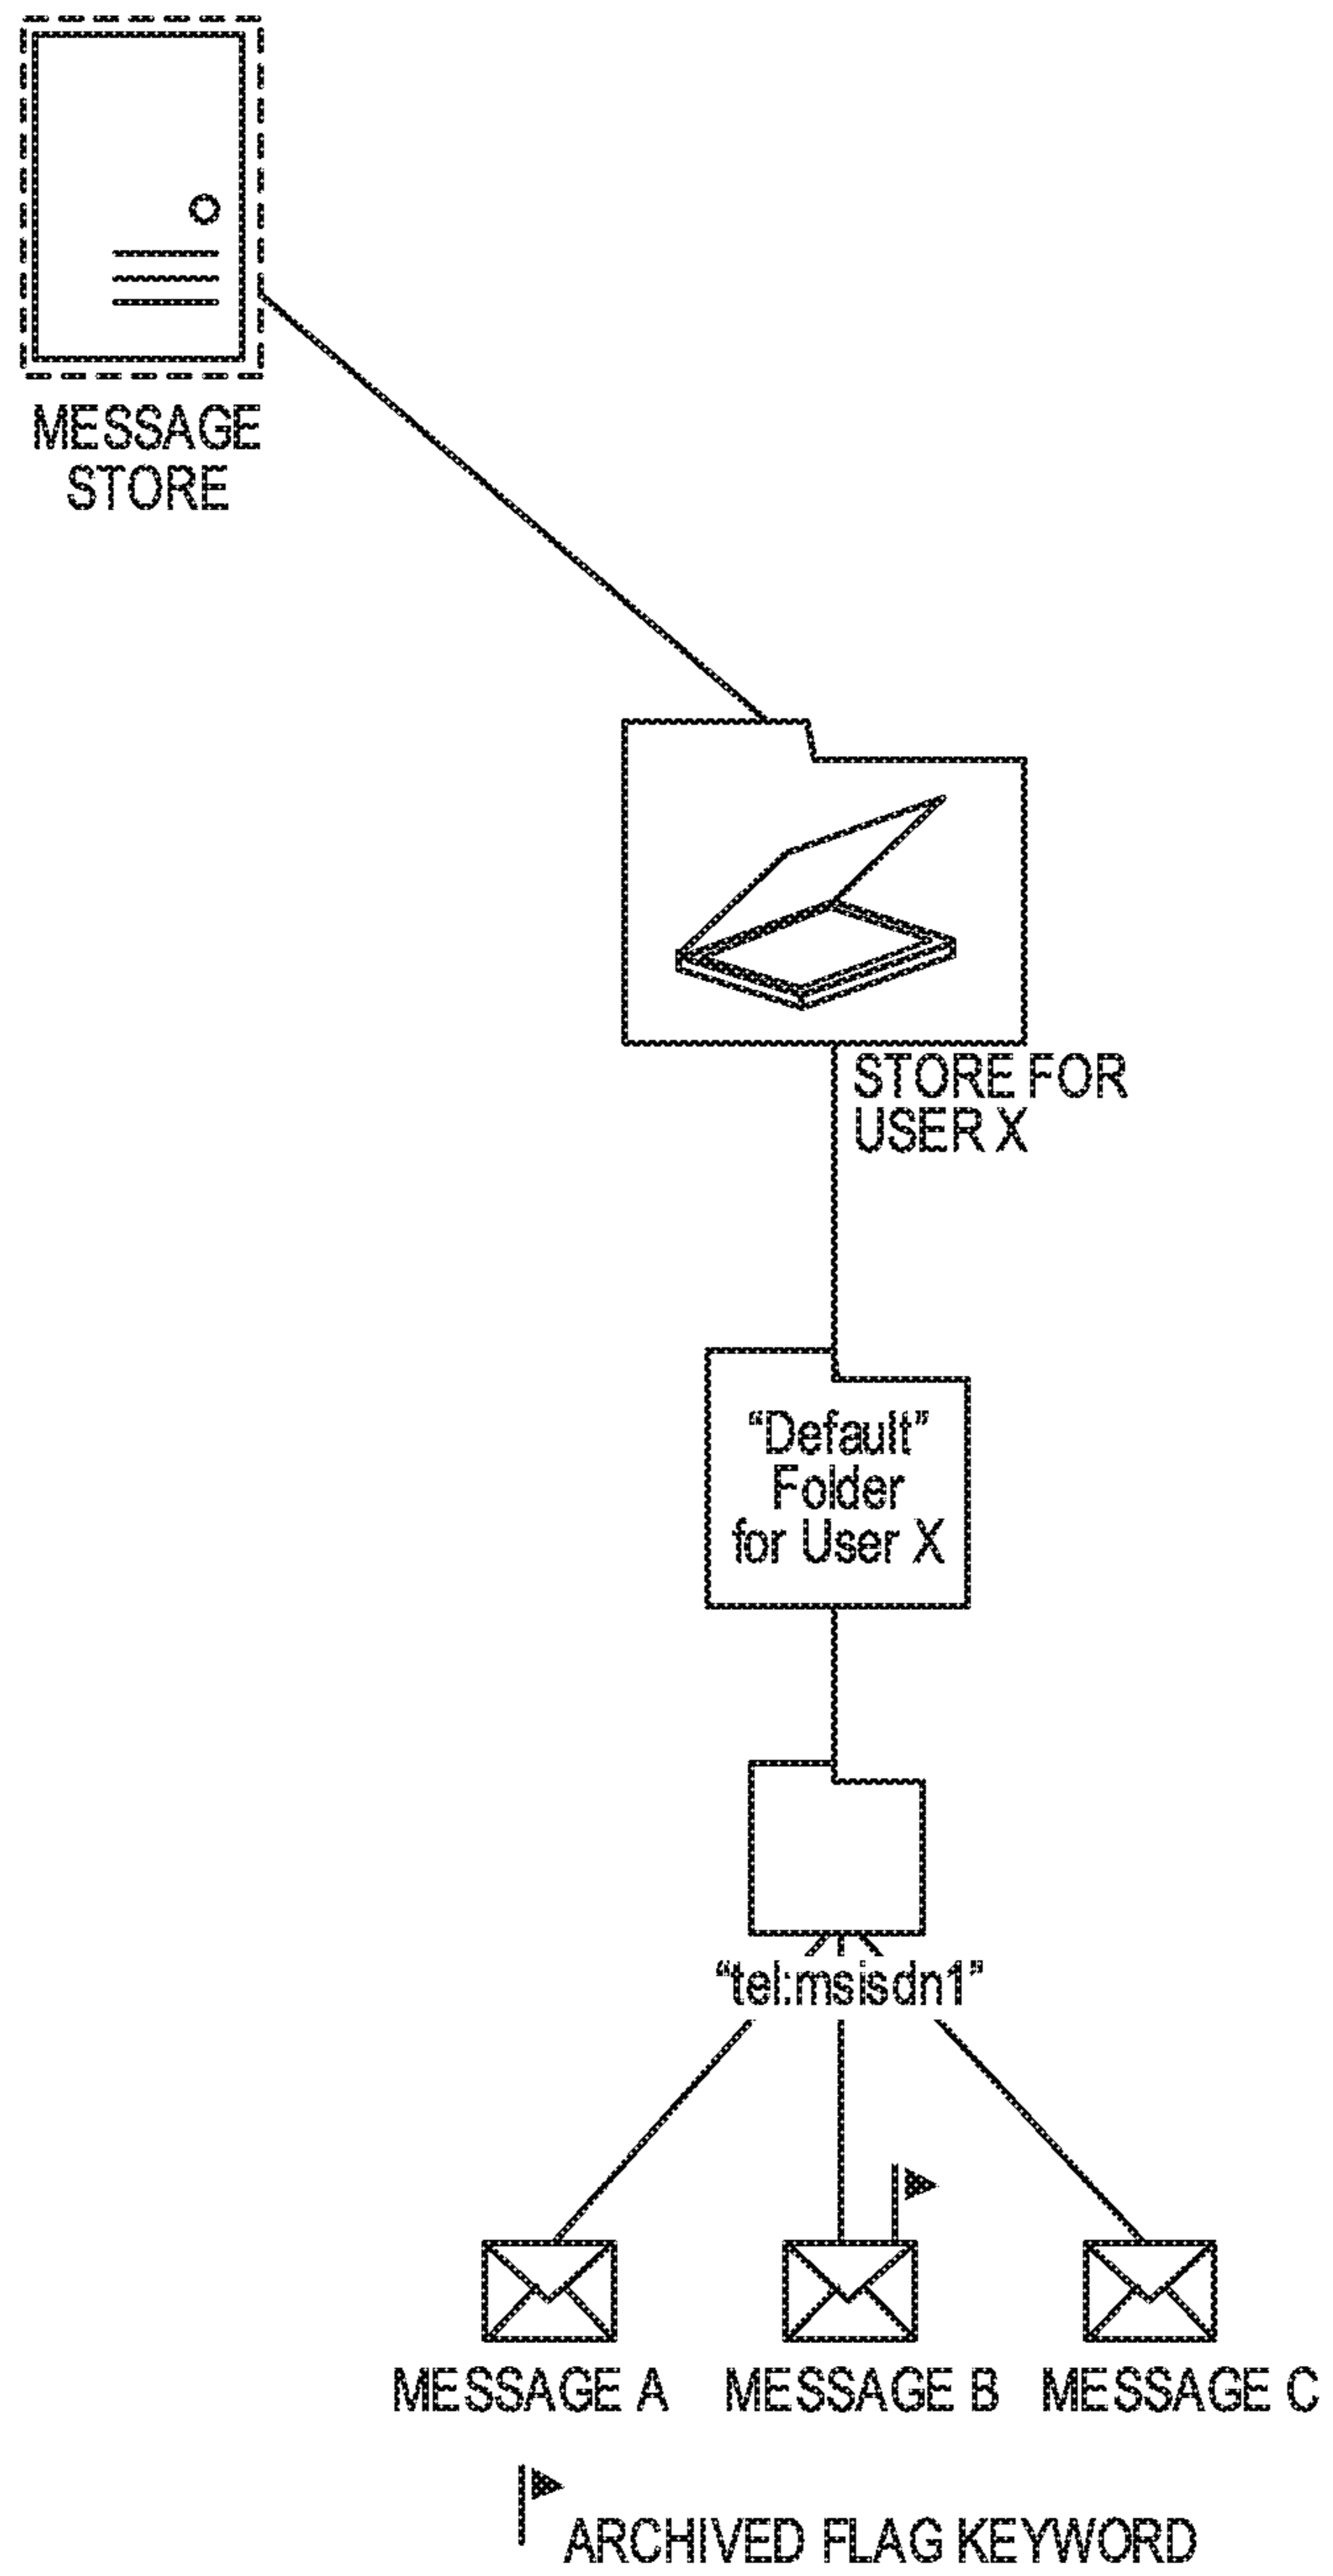 MESSAGE
STORE
STORE FOR
USER X
“Default”
Folder
for User X
“tel:msisdn1”
MESSAGE A MESSAGE B MESSAGE C
ARCHIVED FLAG KEYWORD